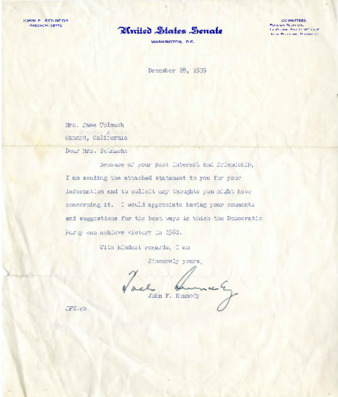 JOHN F. KENNEDY
MASSACHUSETTS
United States Senate
WASHINGTON, D.C.
COMMITTEES:
December 28, 1959
Mrs. Jane Tolmach
Oxnard, California
Dear Mrs. Tolmach:
Because of your past interest and friendship,
I am sending the attached statement to you for your
information and to solicit any thoughts you might have
concerning it. I would appreciate having your comments
and suggestions for the best ways in which the Democratic
Party can achieve victory in 1960.
With kindest regards, I am
Sincerely yours,
Jack Kennedy
John F. Kennedy